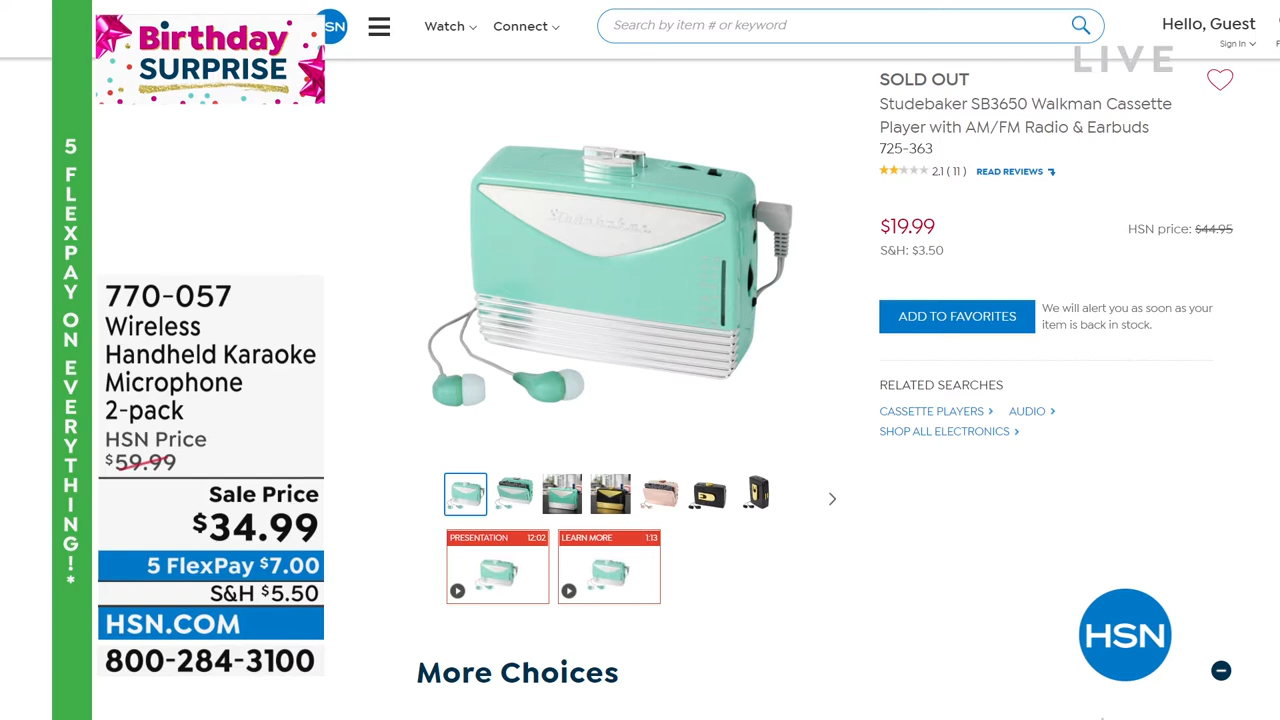 Birthday
SURPRISE
SN
Watch
Connect
Search by item # or keyword
Hello, Guest
Sign In
LIVE
5 FLEXPAY ON EVERYTHING!*
770-057
Wireless
Handheld Karaoke
Microphone
2-pack
HSN Price
$59.99
Sale Price
$34.99
5 FlexPay $7.00
S&H $5.50
HSN.COM
800-284-3100
Studebaker
SOLD OUT
Studebaker SB3650 Walkman Cassette
Player with AM/FM Radio & Earbuds
725-363
2.1 ( 11 ) READ REVIEWS
$19.99
HSN price: $44.95
S&H: $3.50
ADD TO FAVORITES
We will alert you as soon as your
item is back in stock.
RELATED SEARCHES
CASSETTE PLAYERS > AUDIO >
SHOP ALL ELECTRONICS >
PRESENTATION 12:02
LEARN MORE 1:13
More Choices
HSN